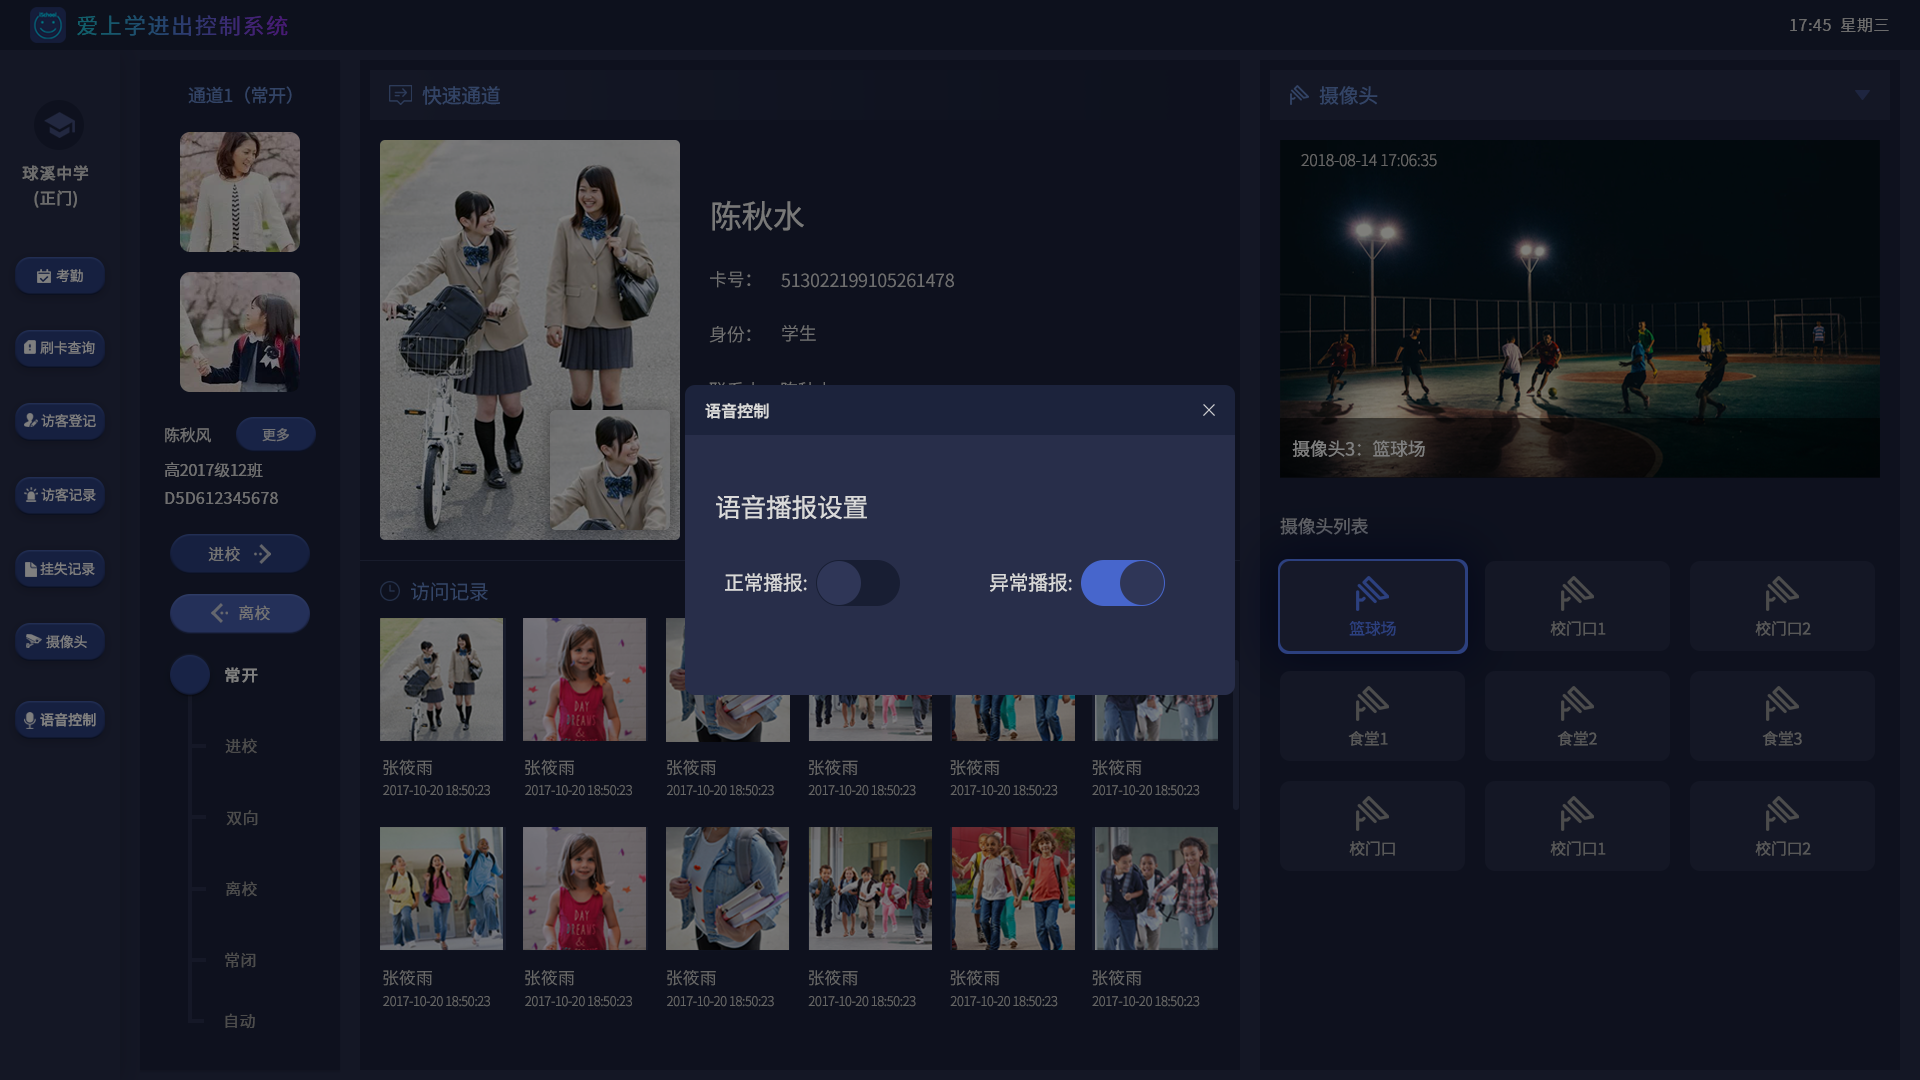 爱上学进出控制系统
17:45 星期三
球溪中学
(正门)
考勤
刷卡查询
访客登记
访客记录
挂失记录
摄像头
语音控制
通道1（常开）
陈秋风
更多
高2017级12班
D5D612345678
进校
离校
常开
进校
双向
离校
常闭
自动
快速通道
陈秋水
卡号：
513022199105261478
身份：
学生
访问记录
DAY
DREAMS
&
张筱雨
张筱雨
张筱雨
张筱雨
张筱雨
张筱雨
2017-10-20 18:50:23
2017-10-20 18:50:23
2017-10-20 18:50:23
2017-10-20 18:50:23
2017-10-20 18:50:23
2017-10-20 18:50:23
DAY
DREAMS
&
张筱雨
张筱雨
张筱雨
张筱雨
张筱雨
张筱雨
2017-10-20 18:50:23
2017-10-20 18:50:23
2017-10-20 18:50:23
2017-10-20 18:50:23
2017-10-20 18:50:23
2017-10-20 18:50:23
语音控制
语音播报设置
正常播报:
异常播报:
摄像头
2018-08-14 17:06:35
摄像头3：篮球场
摄像头列表
篮球场
校门口1
校门口2
食堂1
食堂2
食堂3
校门口
校门口1
校门口2